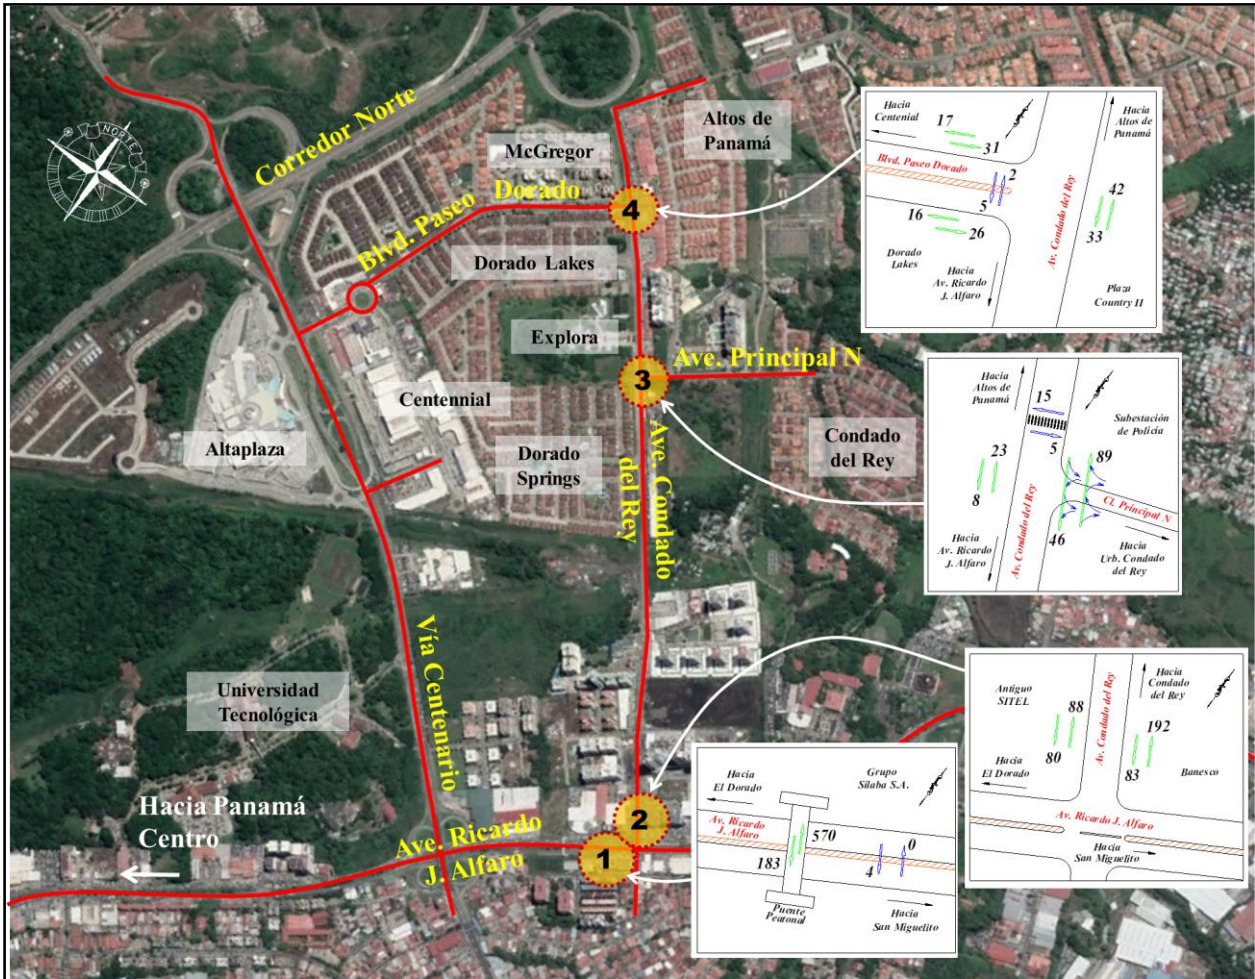 NORTE
Corredor Norte
McGregor
Altos de
Panamá
Blvd. Paseo
Dorado
4
Dorado Lakes
Explora
Ave. Principal N
3
Centennial
Altaplaza
Dorado
Springs
Condado
del Rey
Ave. Condado
del Rey
Vía Centenario
Universidad
Tecnológica
Hacia Panamá
Centro
Ave. Ricardo
J. Alfaro
2
1
Hacia
Centenial
17
31
Hacia
Altos de
Panamá
Blvd. Paseo Dorado
2
5
Av. Condado del Rey
42
33
16
26
Dorado
Lakes
Hacia
Av. Ricardo
J. Alfaro
Plaza
Country II
Hacia
Altos de
Panamá
15
Subestación
de Policía
5
89
23
8
Av. Condado del Rey
Cl. Principal N
46
Hacia
Av. Ricardo
J. Alfaro
Hacia
Urb. Condado
del Rey
Antiguo
SITEL
Hacia
Condado
del Rey
88
80
Av. Condado del Rey
192
83
Banesco
Hacia
El Dorado
Av. Ricardo J. Alfaro
Hacia
San Miguelito
Hacia
El Dorado
Grupo
Sílaba S.A.
Av. Ricardo
J. Alfaro
570
183
0
4
Puente
Peatonal
Hacia
San Miguelito